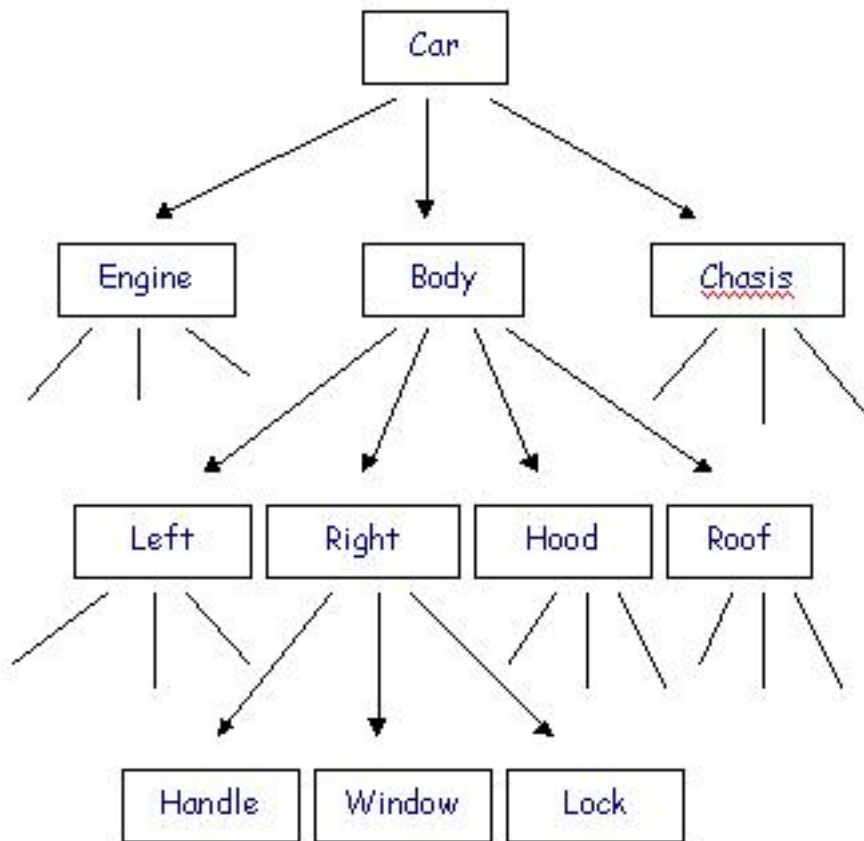 Car
Engine Body Chasis
Left Right Hood Roof
Handle Window Lock